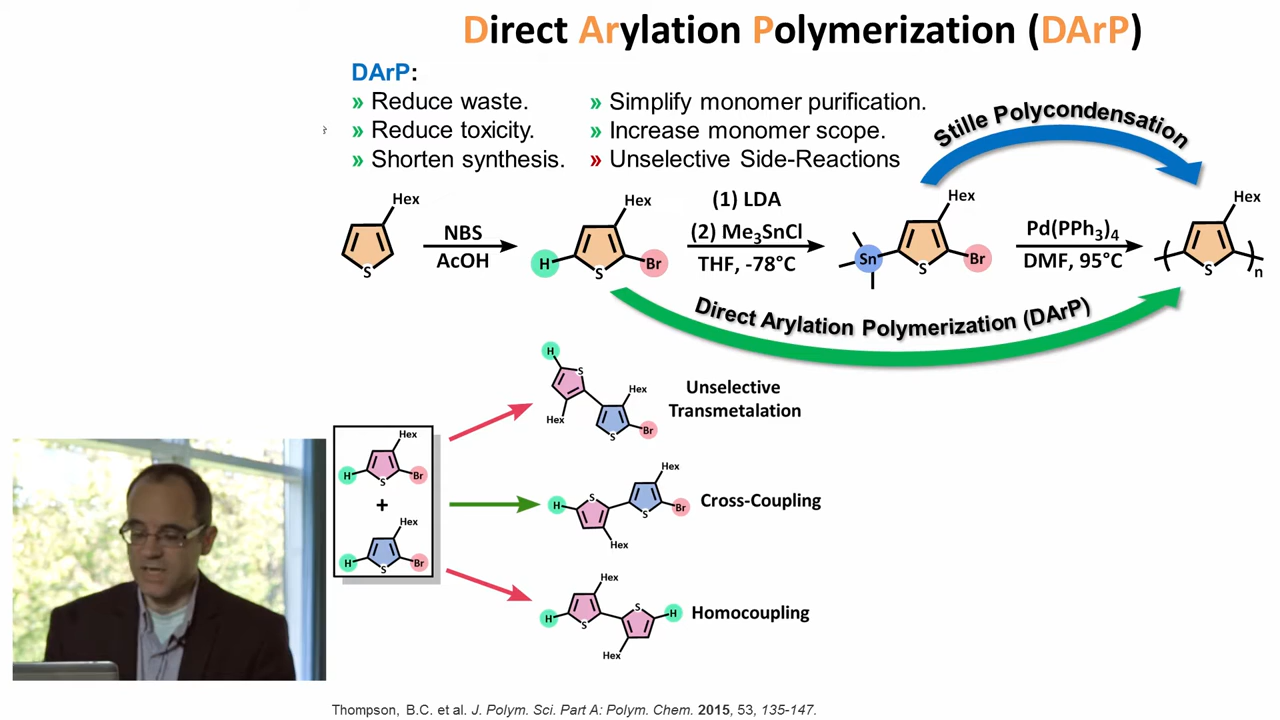 Direct Arylation Polymerization (DArP)
DArP:
» Reduce waste.
» Reduce toxicity.
» Shorten synthesis.
» Simplify monomer purification.
» Increase monomer scope.
» Unselective Side-Reactions
Stille Polycondensation
Hex
S
NBS
AcOH
Hex
H
S
Br
(1) LDA
(2) Me₃SnCl
THF, -78°C
Hex
Sn
S
Br
Pd(PPh₃)₄
DMF, 95°C
Hex
S
n
Direct Arylation Polymerization (DArP)
Hex
H
S
Br
+
Hex
H
S
Br
H
S
Hex
Hex
S
Br
Unselective
Transmetalation
Hex
H
S
S
Br
Hex
Cross-Coupling
Hex
H
S
S
H
Hex
Homocoupling
Thompson, B.C. et al. J. Polym. Sci. Part A: Polym. Chem. 2015, 53, 135-147.